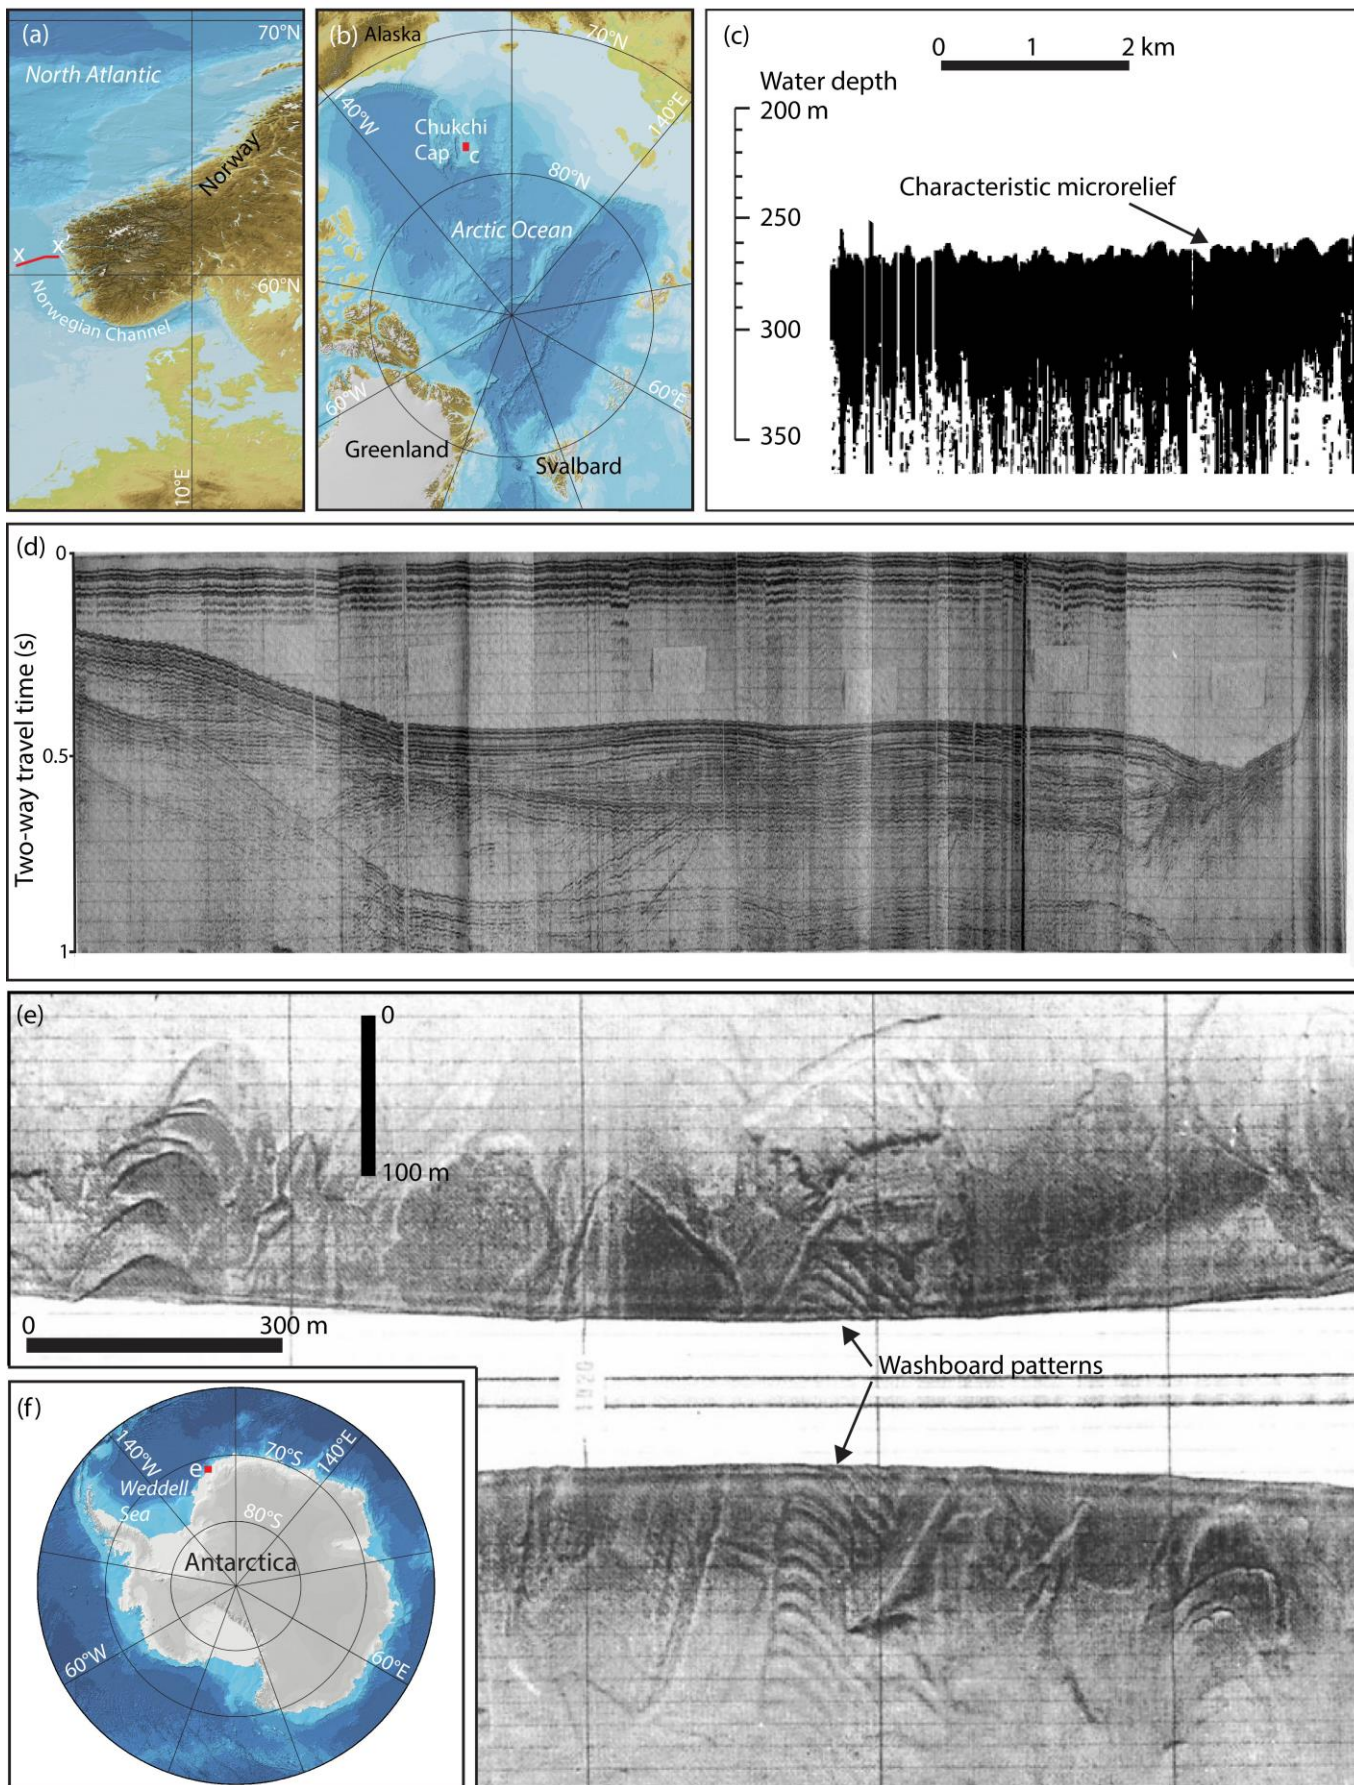 (a)
70°N
North Atlantic
Norway
x
x
60°N
Norwegian Channel
10°E
(b)
Alaska
70°N
140°W
140°E
Chukchi
Cap
c
80°N
Arctic Ocean
60°W
60°E
Greenland
Svalbard
(c)
0 1 2 km
Water depth
200 m
Characteristic microrelief
250
300
350
(d)
0
Two-way travel time (s)
0.5
1
(e)
0
100 m
0 300 m
Washboard patterns
1920
(f)
140°W
70°S
140°E
e
Weddell
Sea
80°S
Antarctica
60°W
60°E